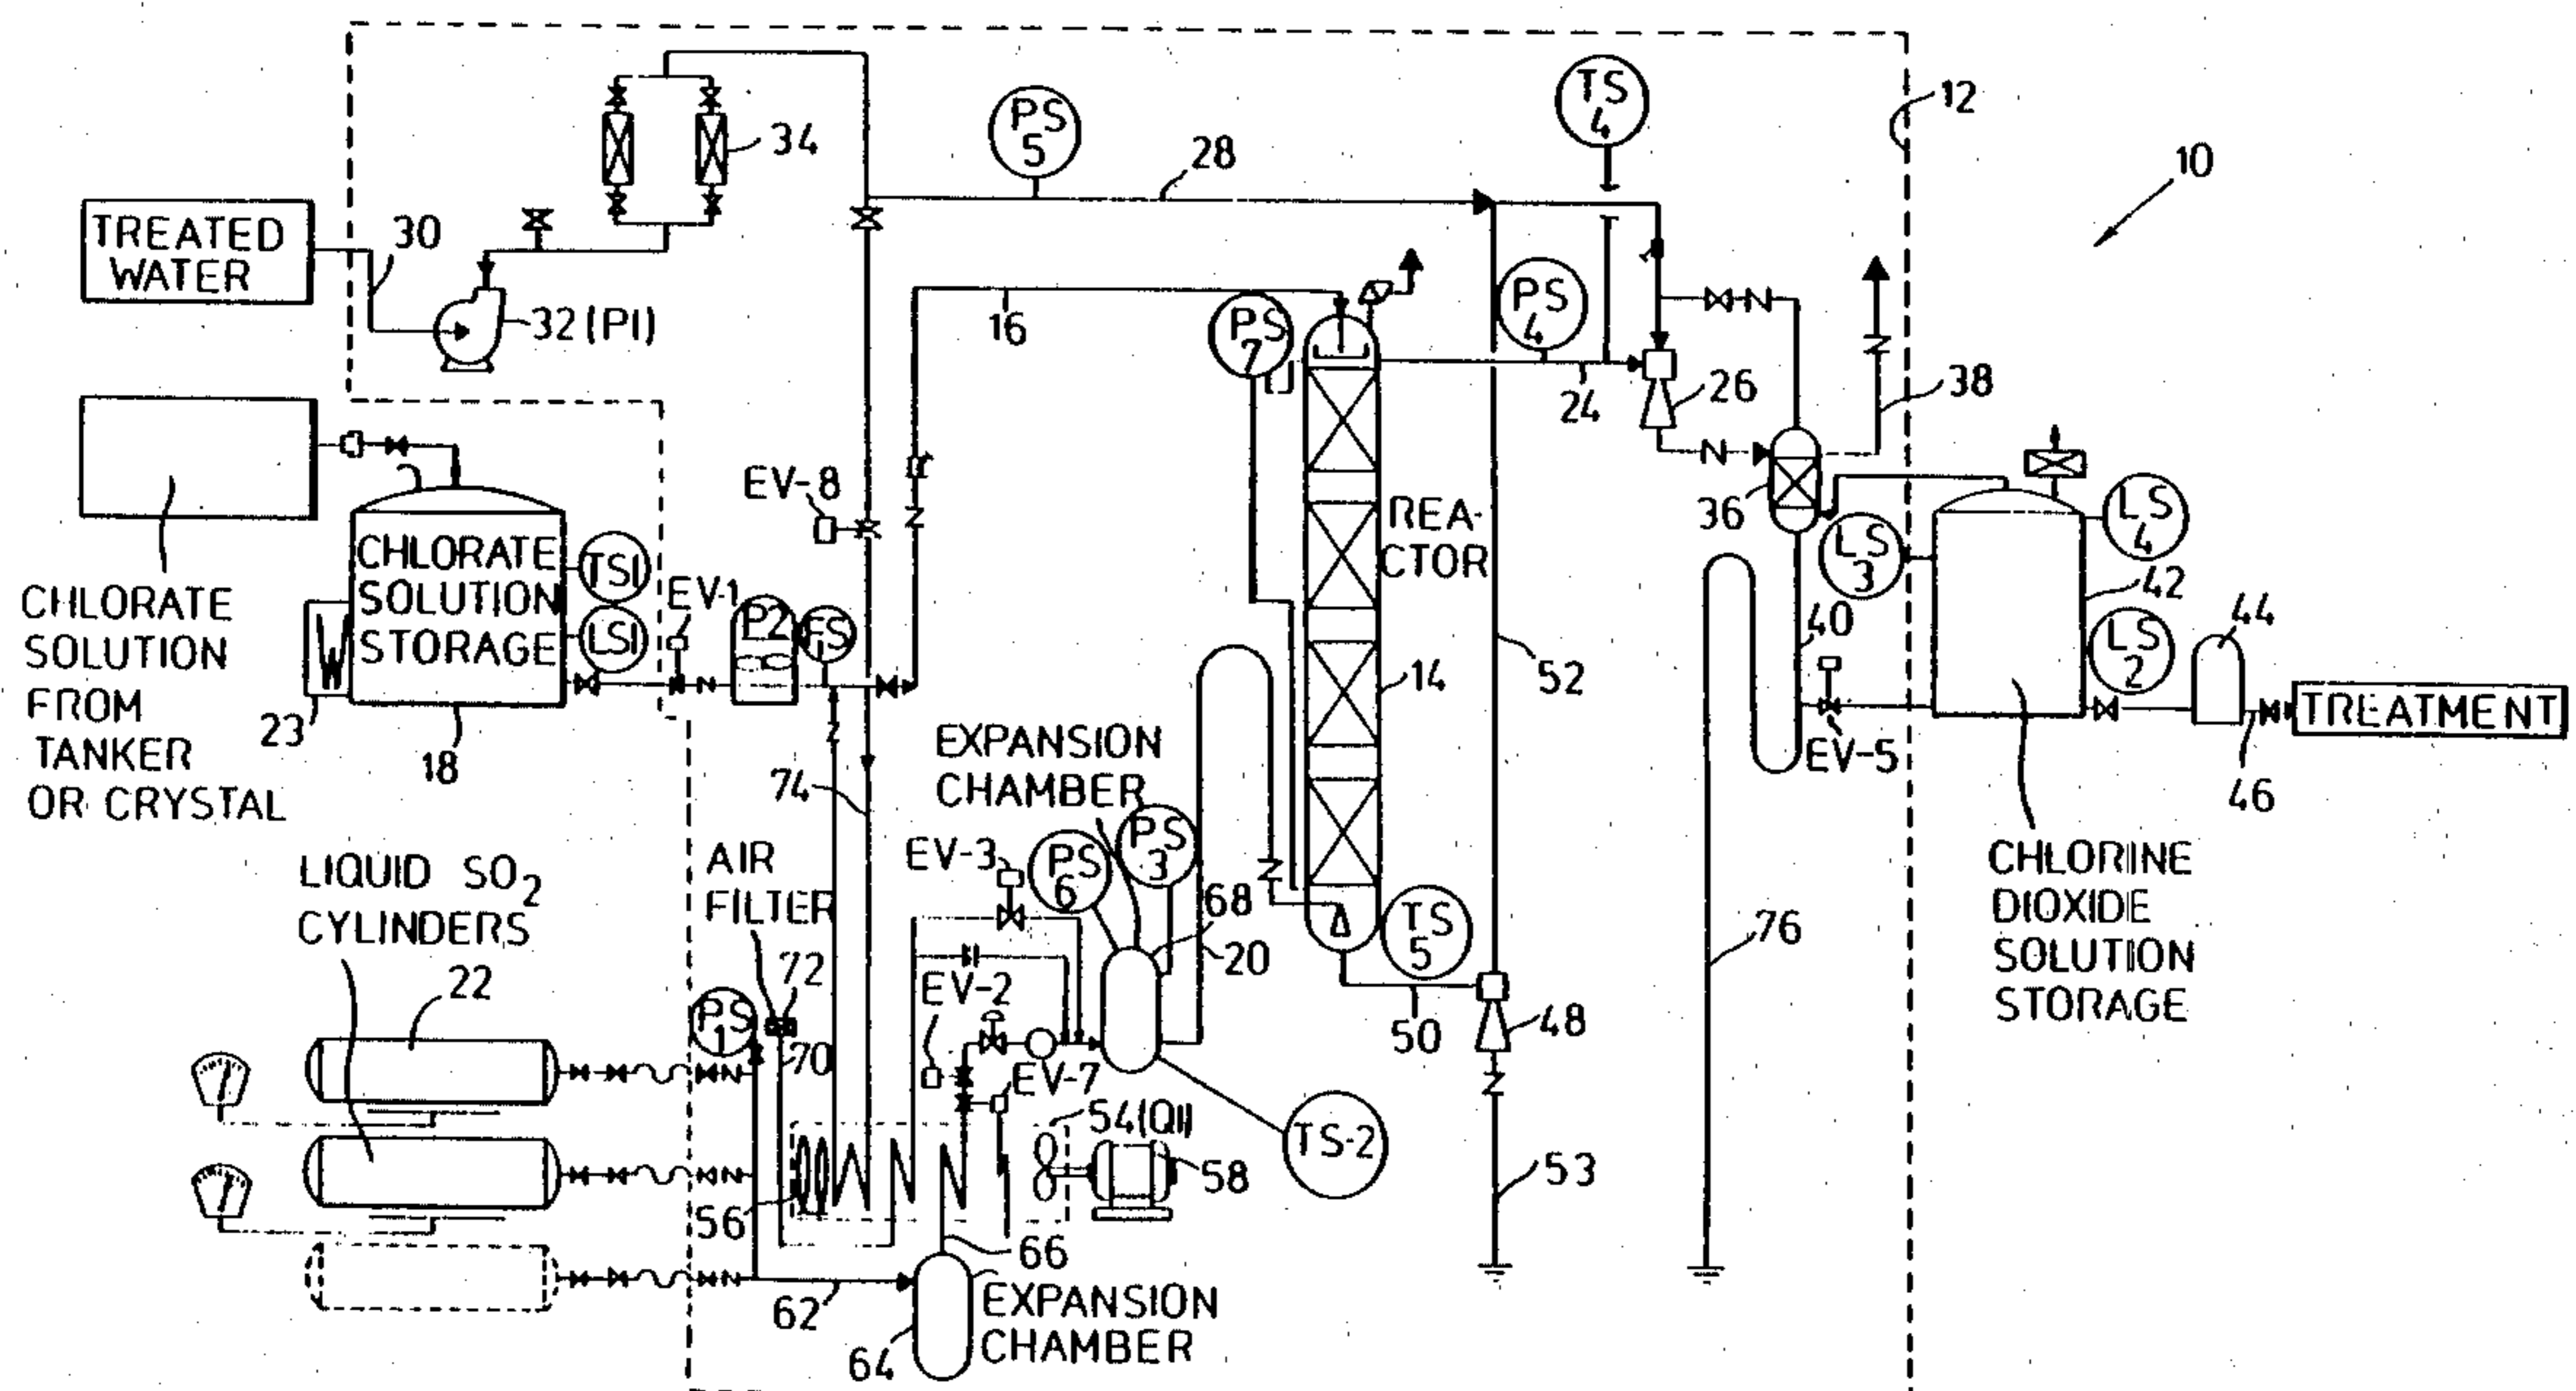 TS
4
12
PS
5
34
28
10
TREATED
WATER
30
32 (P1)
16
PS
7
PS
4
24
26
38
EV-8
REA-
CTOR
36
LS
3
LS
4
42
CHLORATE
SOLUTION
STORAGE
TS1
LS1
EV-1
P2
FS
1
CHLORATE
SOLUTION
FROM
TANKER
OR CRYSTAL
23
18
14
52
40
LS
2
44
EV-5
TREATMENT
46
74
EXPANSION
CHAMBER
LIQUID SO2
CYLINDERS
AIR
FILTER
EV-3
PS
6
PS
3
68
20
TS
5
76
CHLORINE
DIOXIDE
SOLUTION
STORAGE
22
PS
1
72
70
EV-2
EV-7
50
48
54(Q1)
TS-2
58
53
56
66
62
64
EXPANSION
CHAMBER